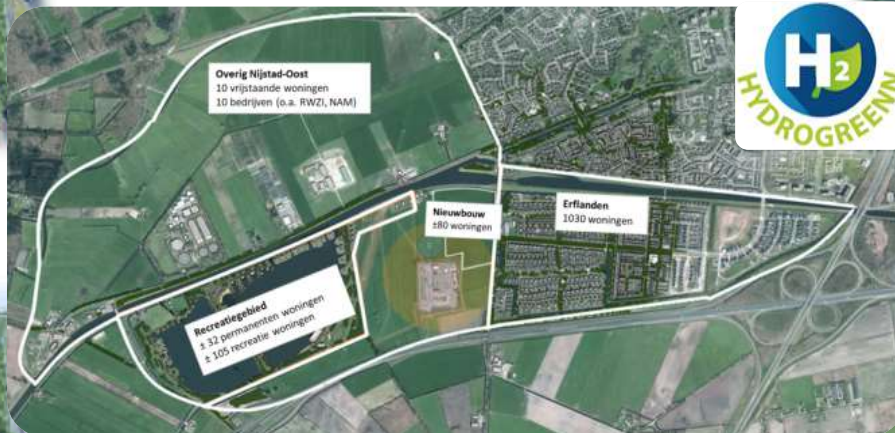 Overig Nijstad-Oost
10 vrijstaande woningen
10 bedrijven (o.a. RWZI, NAM)
H2
HYDROGREENN
Nieuwbouw
±80 woningen
Erflanden
1030 woningen
Recreatiegebied
± 32 permanenten woningen
± 105 recreatie woningen